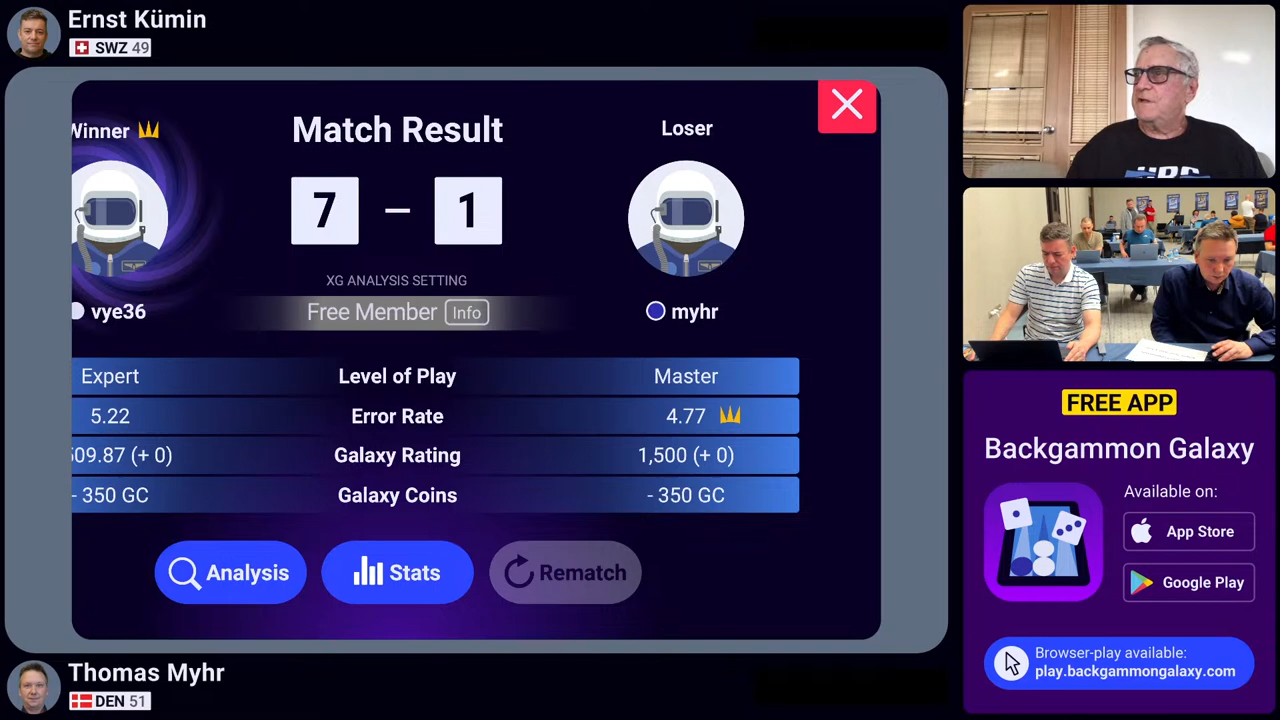 Ernst Kümin
SWZ 49
Winner
Match Result
Loser
7 – 1
XG ANALYSIS SETTING
Free Member Info
vye36
myhr
Expert Level of Play Master
5.22 Error Rate 4.77
509.87 (+ 0) Galaxy Rating 1,500 (+ 0)
- 350 GC Galaxy Coins - 350 GC
Analysis
Stats
Rematch
Thomas Myhr
DEN 51
FREE APP
Backgammon Galaxy
Available on:
App Store
Google Play
Browser-play available:
play.backgammongalaxy.com